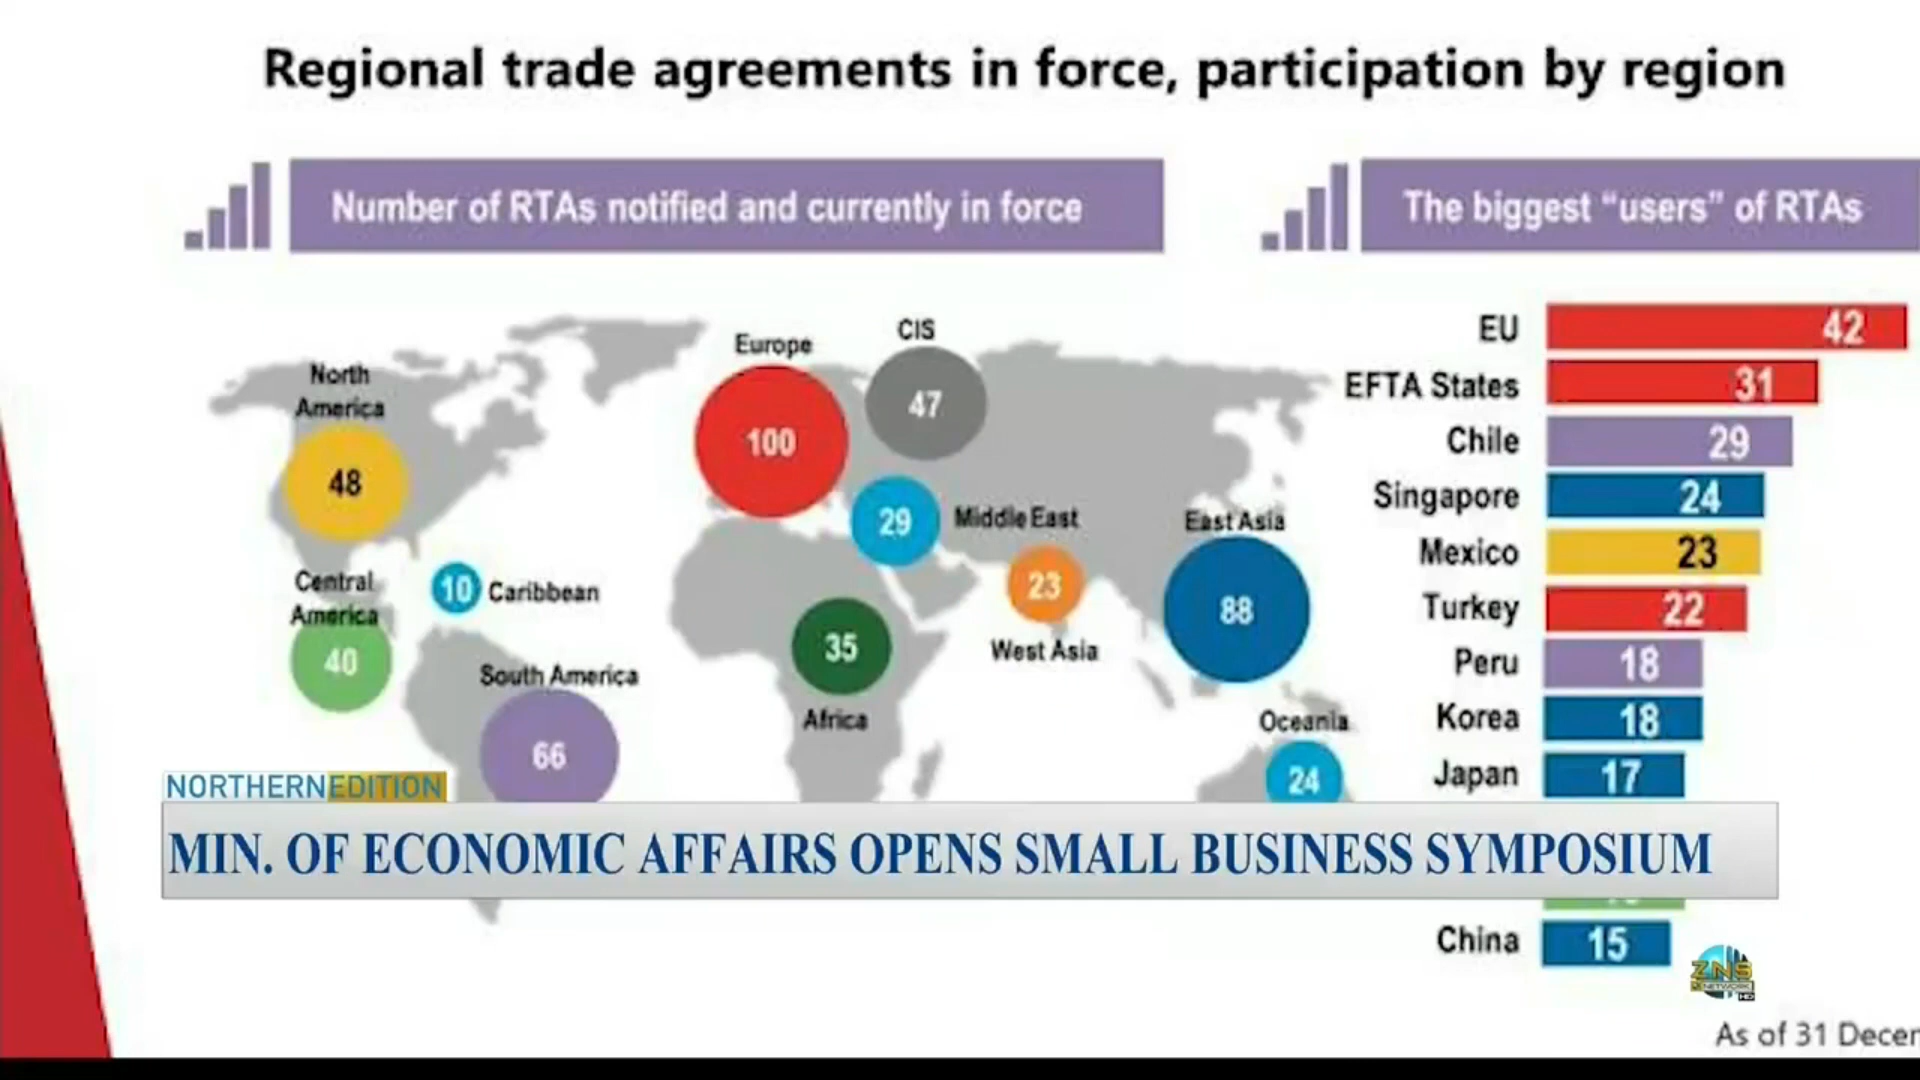 Regional trade agreements in force, participation by region
Number of RTAs notified and currently in force
The biggest “users” of RTAs
North
America
48
Central
America
40
10 Caribbean
South America
66
Europe
100
CIS
47
29 Middle East
23
West Asia
35
Africa
East Asia
88
Oceania
24
EU 42
EFTA States 31
Chile 29
Singapore 24
Mexico 23
Turkey 22
Peru 18
Korea 18
Japan 17
China 15
NORTHERNEDITION
MIN. OF ECONOMIC AFFAIRS OPENS SMALL BUSINESS SYMPOSIUM
ZNS
NETWORK
HD
As of 31 Decem